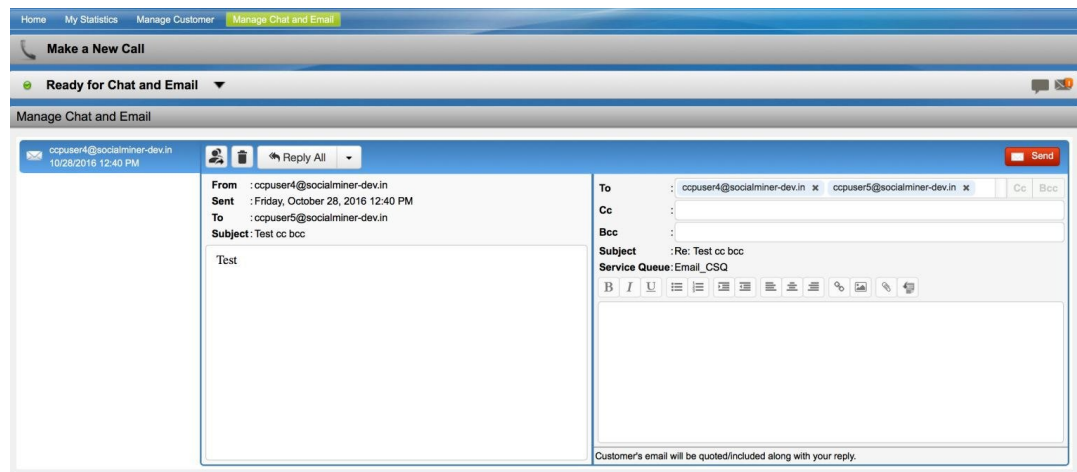 Home My Statistics Manage Customer Manage Chat and Email
Make a New Call
Ready for Chat and Email
Manage Chat and Email
ccpuser4@socialminer-dev.in
10/28/2016 12:40 PM
Reply All
Send
From : ccpuser4@socialminer-dev.in
Sent : Friday, October 28, 2016 12:40 PM
To : ccpuser5@socialminer-dev.in
Subject : Test cc bcc
Test
To : ccpuser4@socialminer-dev.in x ccpuser5@socialminer-dev.in x Cc Bcc
Cc :
Bcc :
Subject : Re: Test cc bcc
Service Queue : Email_CSQ
B I U
Customer's email will be quoted/included along with your reply.